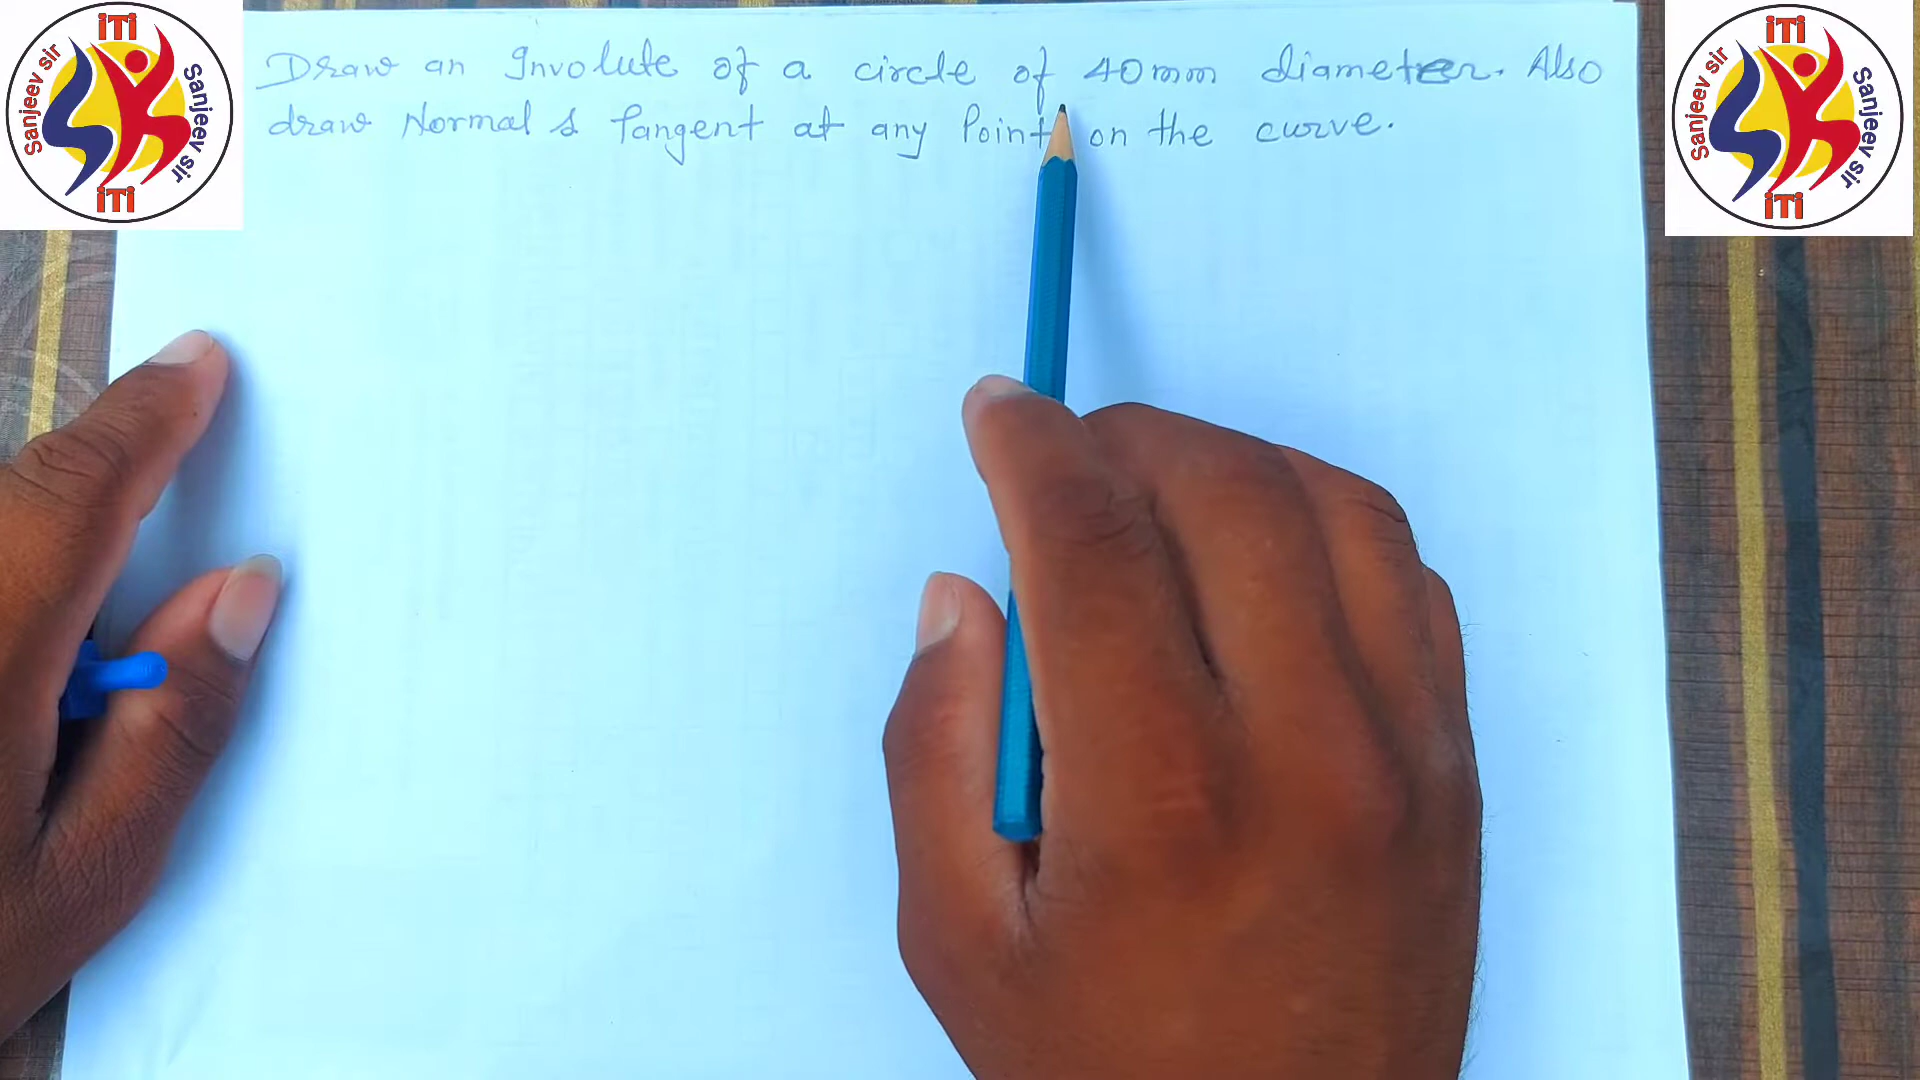 iTi
Sanjeev sir
Sanjeev sir
iTi
Draw an Involute of a circle of 40mm diameter. Also
draw Normal & Tangent at any Point on the curve.
iTi
Sanjeev sir
Sanjeev sir
iTi